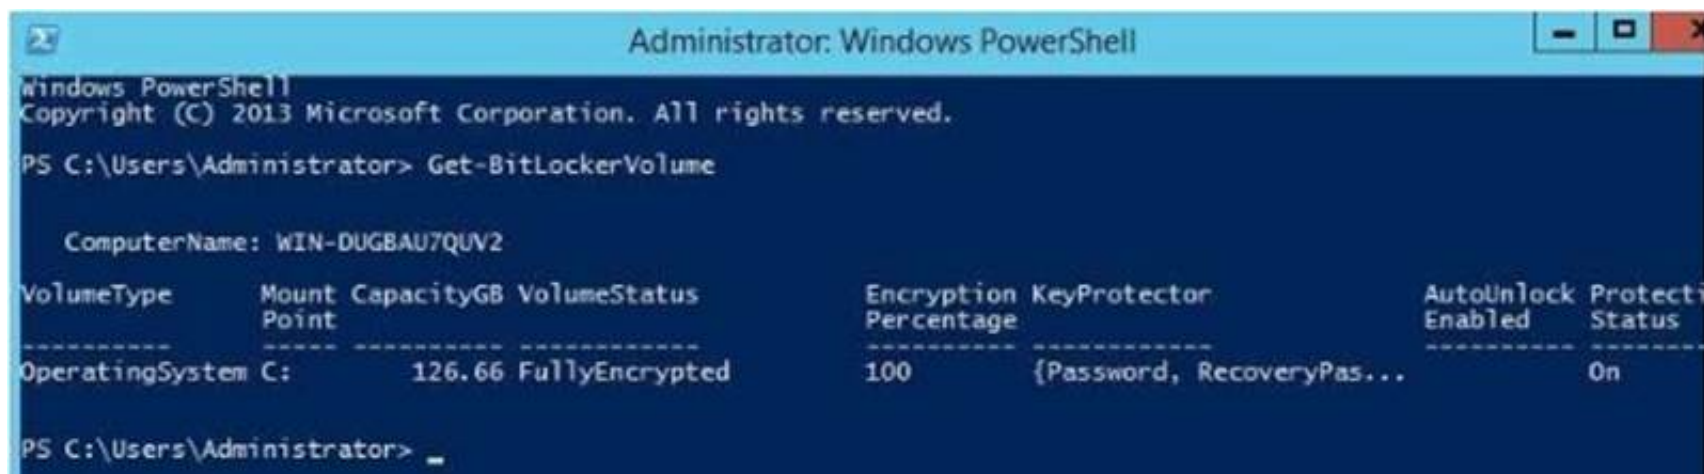 Administrator: Windows PowerShell
Windows PowerShell
Copyright (C) 2013 Microsoft Corporation. All rights reserved.
PS C:\Users\Administrator> Get-BitLockerVolume
ComputerName: WIN-DUGBAU7QUV2
VolumeType Mount CapacityGB VolumeStatus Encryption KeyProtector AutoUnlock Protecti
Point Percentage Enabled Status
---------- ----- ---------- ------------ ---------- ------------ ---------- --------
OperatingSystem C: 126.66 FullyEncrypted 100 {Password, RecoveryPas... On
PS C:\Users\Administrator> _